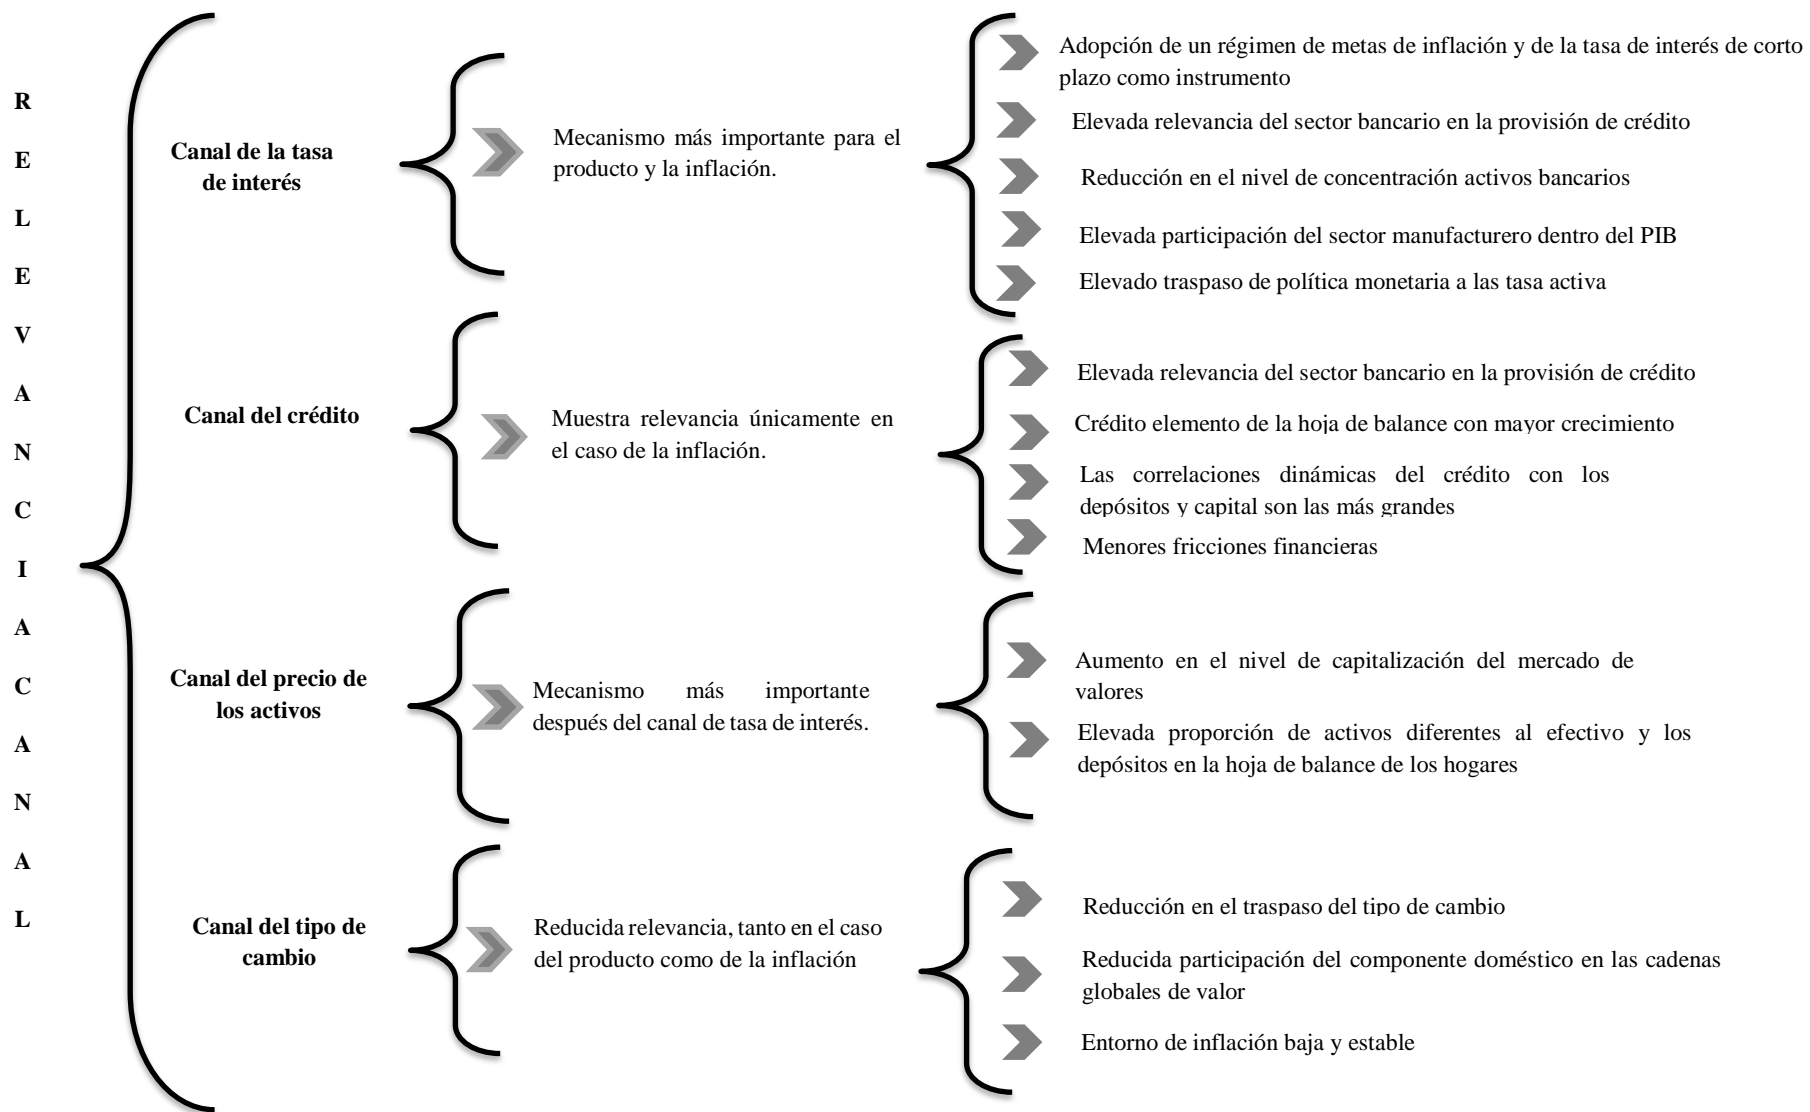 RELEVANCIA CANAL
Canal de la tasa
de interés
Mecanismo más importante para el
producto y la inflación.
Adopción de un régimen de metas de inflación y de la tasa de interés de corto
plazo como instrumento
Elevada relevancia del sector bancario en la provisión de crédito
Reducción en el nivel de concentración activos bancarios
Elevada participación del sector manufacturero dentro del PIB
Elevado traspaso de política monetaria a las tasa activa
Canal del crédito
Muestra relevancia únicamente en
el caso de la inflación.
Elevada relevancia del sector bancario en la provisión de crédito
Crédito elemento de la hoja de balance con mayor crecimiento
Las correlaciones dinámicas del crédito con los
depósitos y capital son las más grandes
Menores fricciones financieras
Canal del precio de
los activos
Mecanismo más importante
después del canal de tasa de interés.
Aumento en el nivel de capitalización del mercado de
valores
Elevada proporción de activos diferentes al efectivo y los
depósitos en la hoja de balance de los hogares
Canal del tipo de
cambio
Reducida relevancia, tanto en el caso
del producto como de la inflación
Reducción en el traspaso del tipo de cambio
Reducida participación del componente doméstico en las cadenas
globales de valor
Entorno de inflación baja y estable